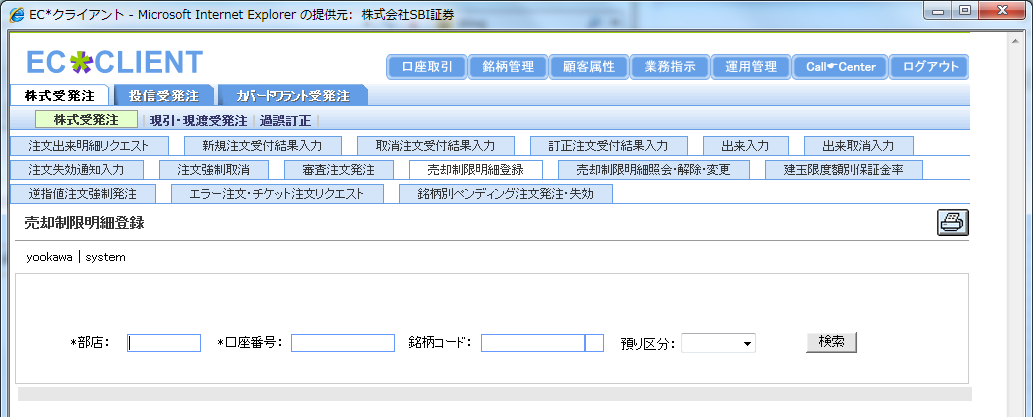 EC*クライアント - Microsoft Internet Explorer の提供元: 株式会社SBI証券
EC*CLIENT
口座取引 銘柄管理 顧客属性 業務指示 運用管理 Call☛Center ログアウト
株式受発注 投信受発注 カバードワラント受発注
株式受発注 | 現引・現渡受発注 | 過誤訂正 |
注文出来明細リクエスト 新規注文受付結果入力 取消注文受付結果入力 訂正注文受付結果入力 出来入力 出来取消入力
注文失効通知入力 注文強制取消 審査注文発注 売却制限明細登録 売却制限明細照会・解除・変更 建玉限度額別保証金率
逆指値注文強制発注 エラー注文・チケット注文リクエスト 銘柄別ペンディング注文発注・失効
売却制限明細登録
yookawa | system
*部店: *口座番号: 銘柄コード: 預り区分: 検索